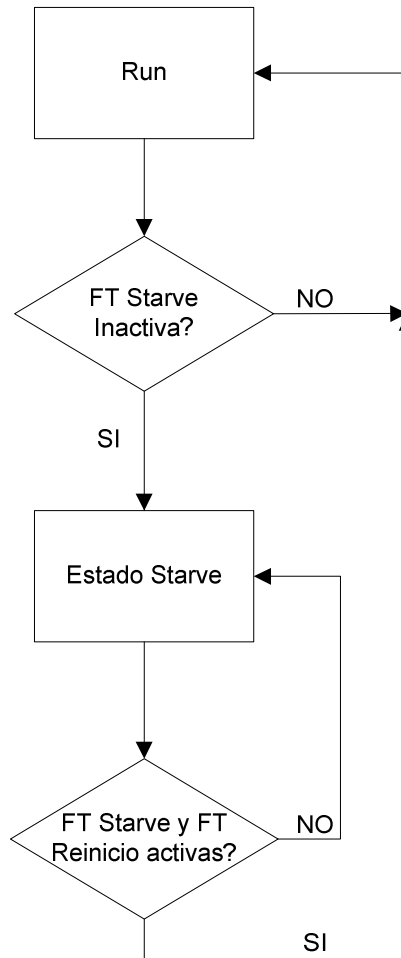 Run
FT Starve
Inactiva?
NO
SI
Estado Starve
FT Starve y FT
Reinicio activas?
NO
SI